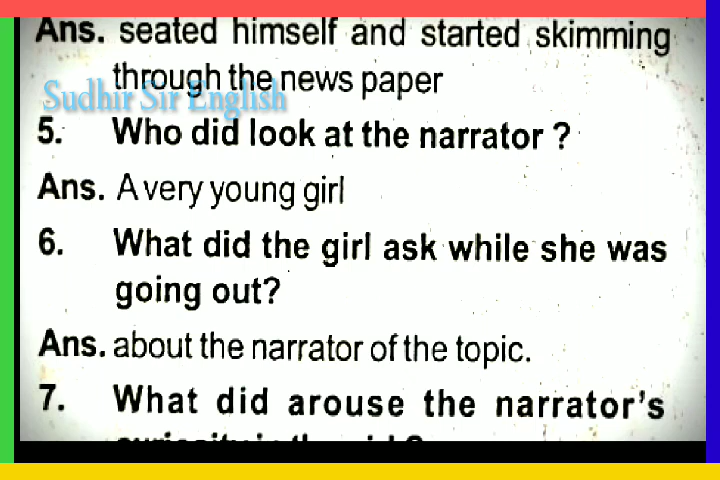 Ans. seated himself and started skimming
through the news paper
Sudhir Sir English
5. Who did look at the narrator ?
Ans. A very young girl
6. What did the girl ask while she was
going out?
Ans. about the narrator of the topic.
7. What did arouse the narrator's